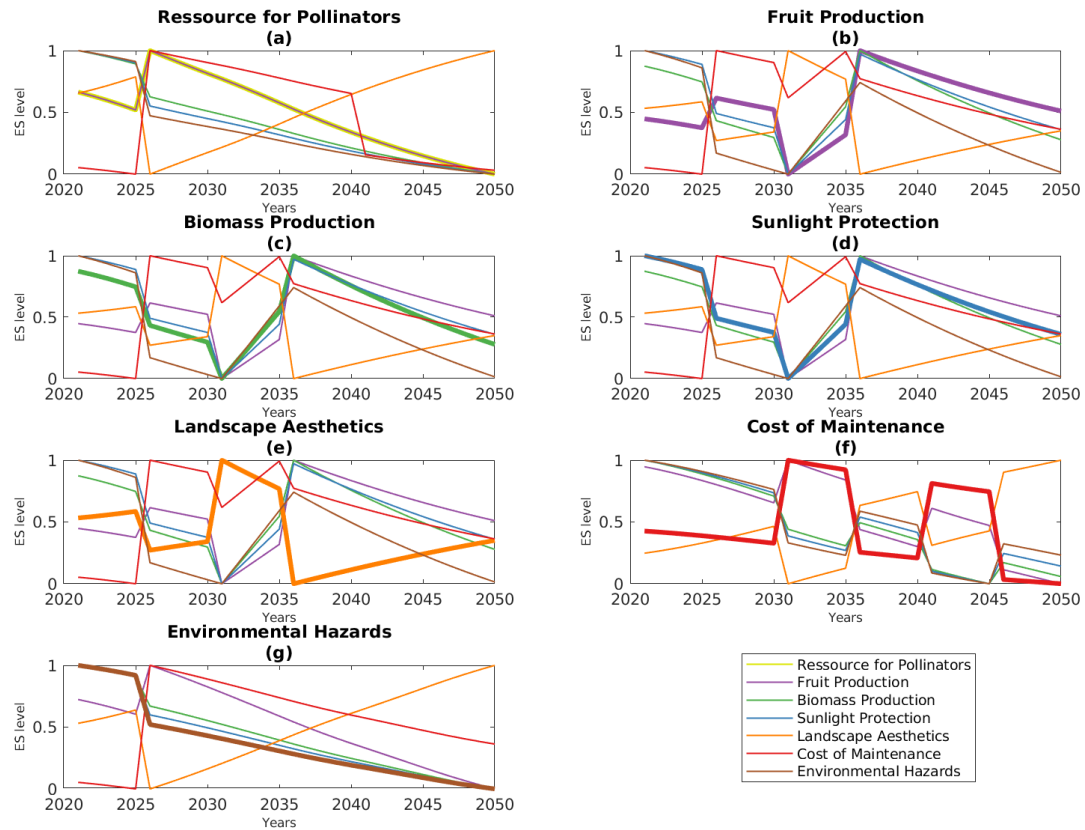 Ressource for Pollinators
(a)
1
0.5
0
ES level
2020 2025 2030 2035 2040 2045 2050
Years
Fruit Production
(b)
1
0.5
0
ES level
2020 2025 2030 2035 2040 2045 2050
Years
Biomass Production
(c)
1
0.5
0
ES level
2020 2025 2030 2035 2040 2045 2050
Years
Sunlight Protection
(d)
1
0.5
0
ES level
2020 2025 2030 2035 2040 2045 2050
Years
Landscape Aesthetics
(e)
1
0.5
0
ES level
2020 2025 2030 2035 2040 2045 2050
Years
Cost of Maintenance
(f)
1
0.5
0
ES level
2020 2025 2030 2035 2040 2045 2050
Years
Environmental Hazards
(g)
1
0.5
0
ES level
2020 2025 2030 2035 2040 2045 2050
Years
Ressource for Pollinators
Fruit Production
Biomass Production
Sunlight Protection
Landscape Aesthetics
Cost of Maintenance
Environmental Hazards